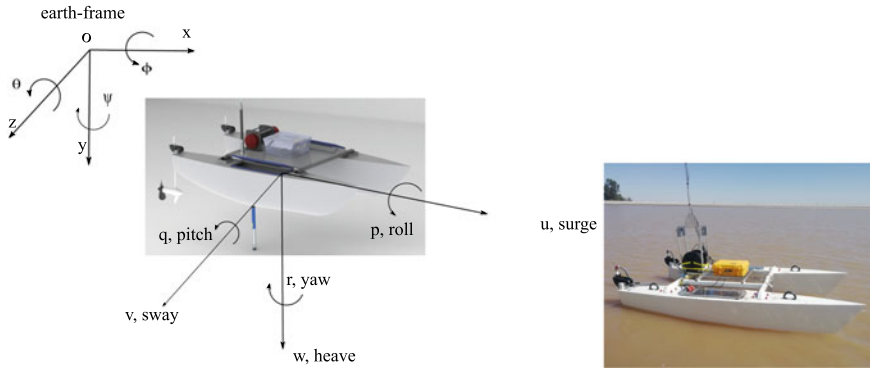 earth-frame
o
x
ϕ
θ
ψ
z
y
q, pitch
p, roll
u, surge
r, yaw
v, sway
w, heave